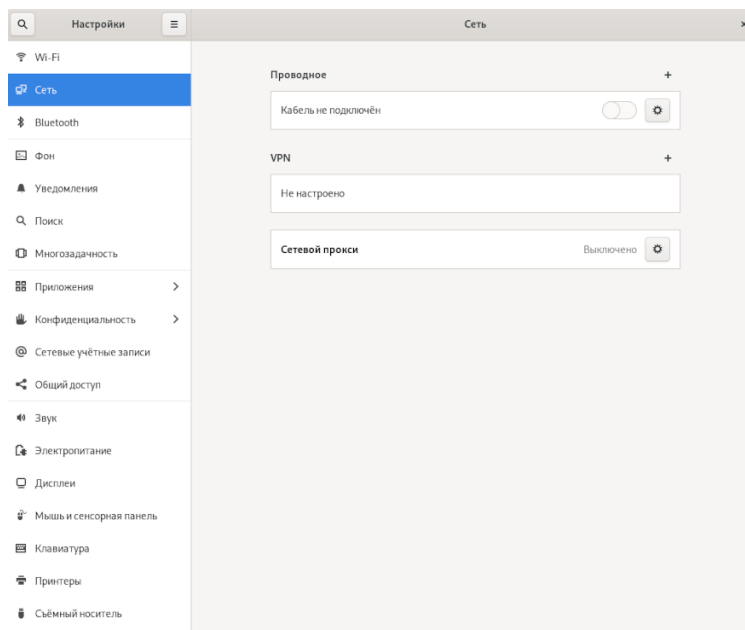 Настройки
Сеть
Wi-Fi
Сеть
Bluetooth
Фон
Уведомления
Поиск
Многозадачность
Приложения
Конфиденциальность
Сетевые учётные записи
Общий доступ
Звук
Электропитание
Дисплеи
Мышь и сенсорная панель
Клавиатура
Принтеры
Съёмный носитель
Проводное
Кабель не подключён
VPN
Не настроено
Сетевой прокси Выключено